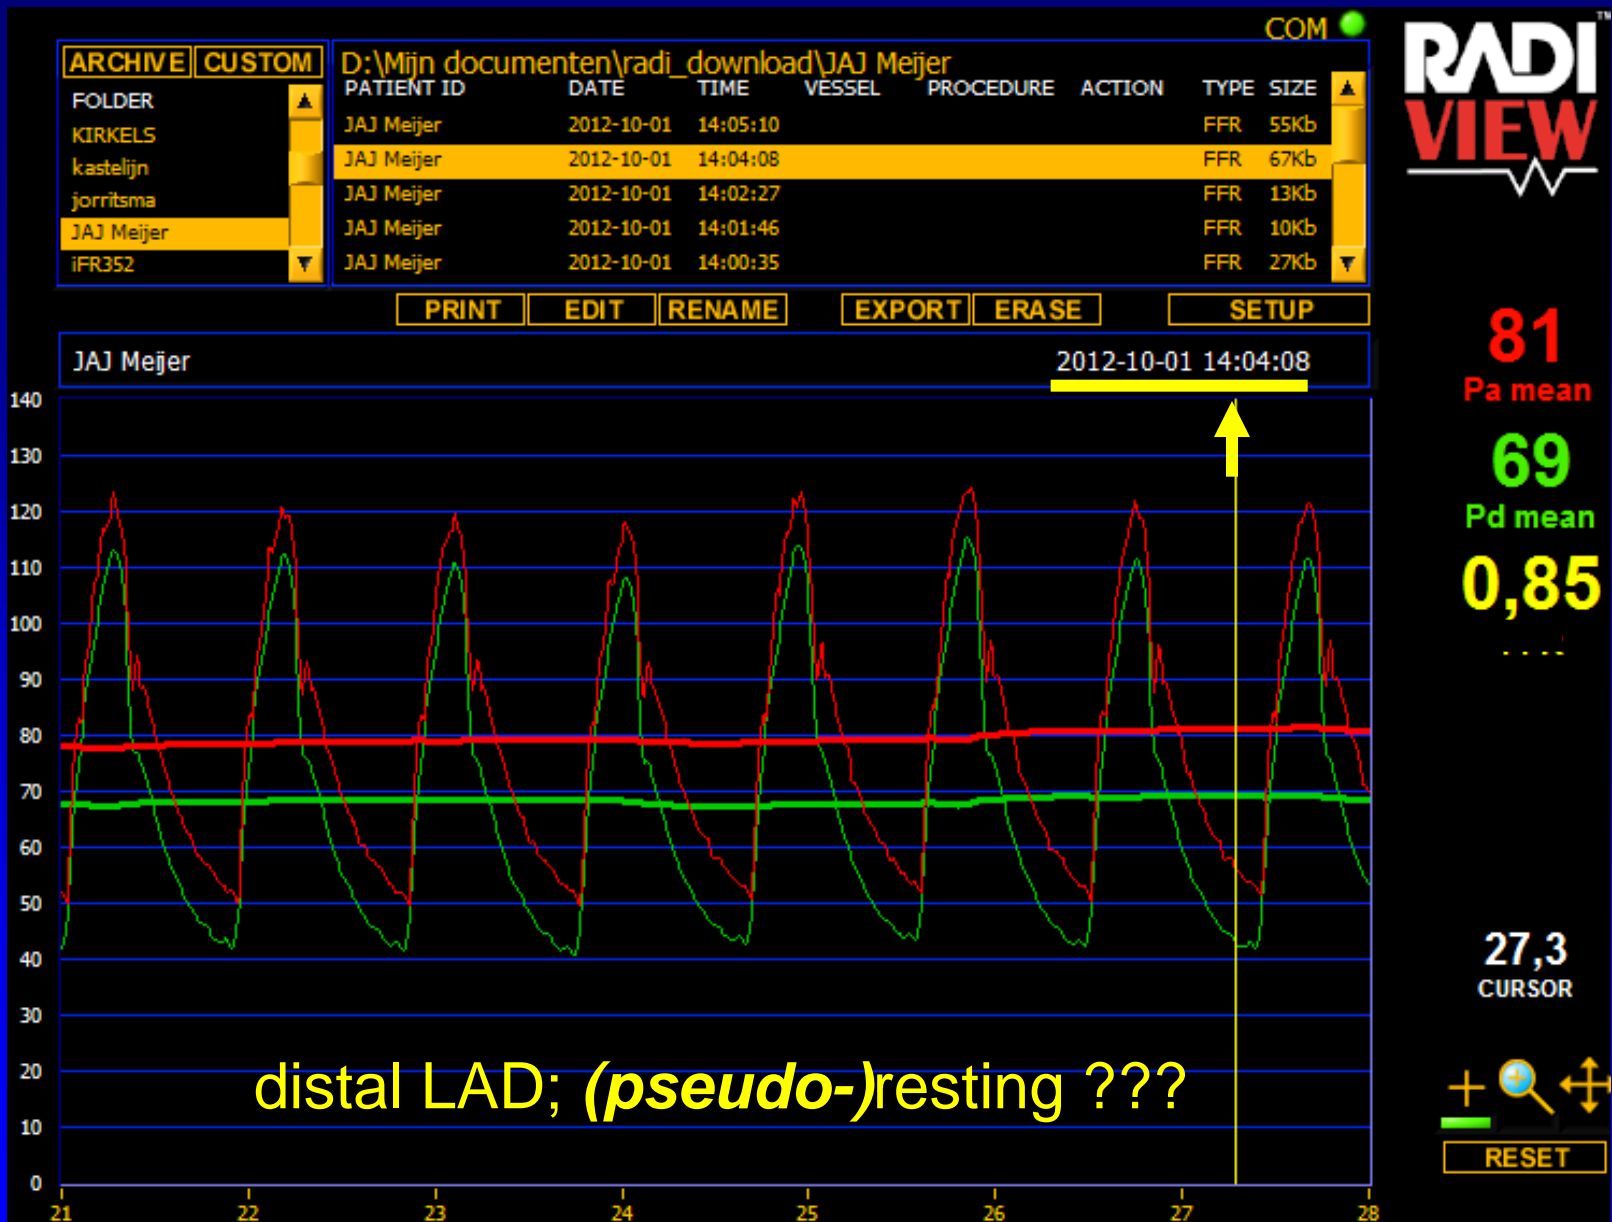 COM
RADI™
VIEW
ARCHIVE CUSTOM
D:\Mijn documenten\radi_download\JAJ Meijer
FOLDER
KIRKELS
kastelijn
jorritsma
JAJ Meijer
iFR352
PATIENT ID DATE TIME VESSEL PROCEDURE ACTION TYPE SIZE
JAJ Meijer 2012-10-01 14:05:10 FFR 55Kb
JAJ Meijer 2012-10-01 14:04:08 FFR 67Kb
JAJ Meijer 2012-10-01 14:02:27 FFR 13Kb
JAJ Meijer 2012-10-01 14:01:46 FFR 10Kb
JAJ Meijer 2012-10-01 14:00:35 FFR 27Kb
PRINT EDIT RENAME EXPORT ERASE SETUP
JAJ Meijer 2012-10-01 14:04:08
81
Pa mean
69
Pd mean
0,85
27,3
CURSOR
RESET
140
130
120
110
100
90
80
70
60
50
40
30
20
10
0
distal LAD; (pseudo-)resting ???
21 22 23 24 25 26 27 28